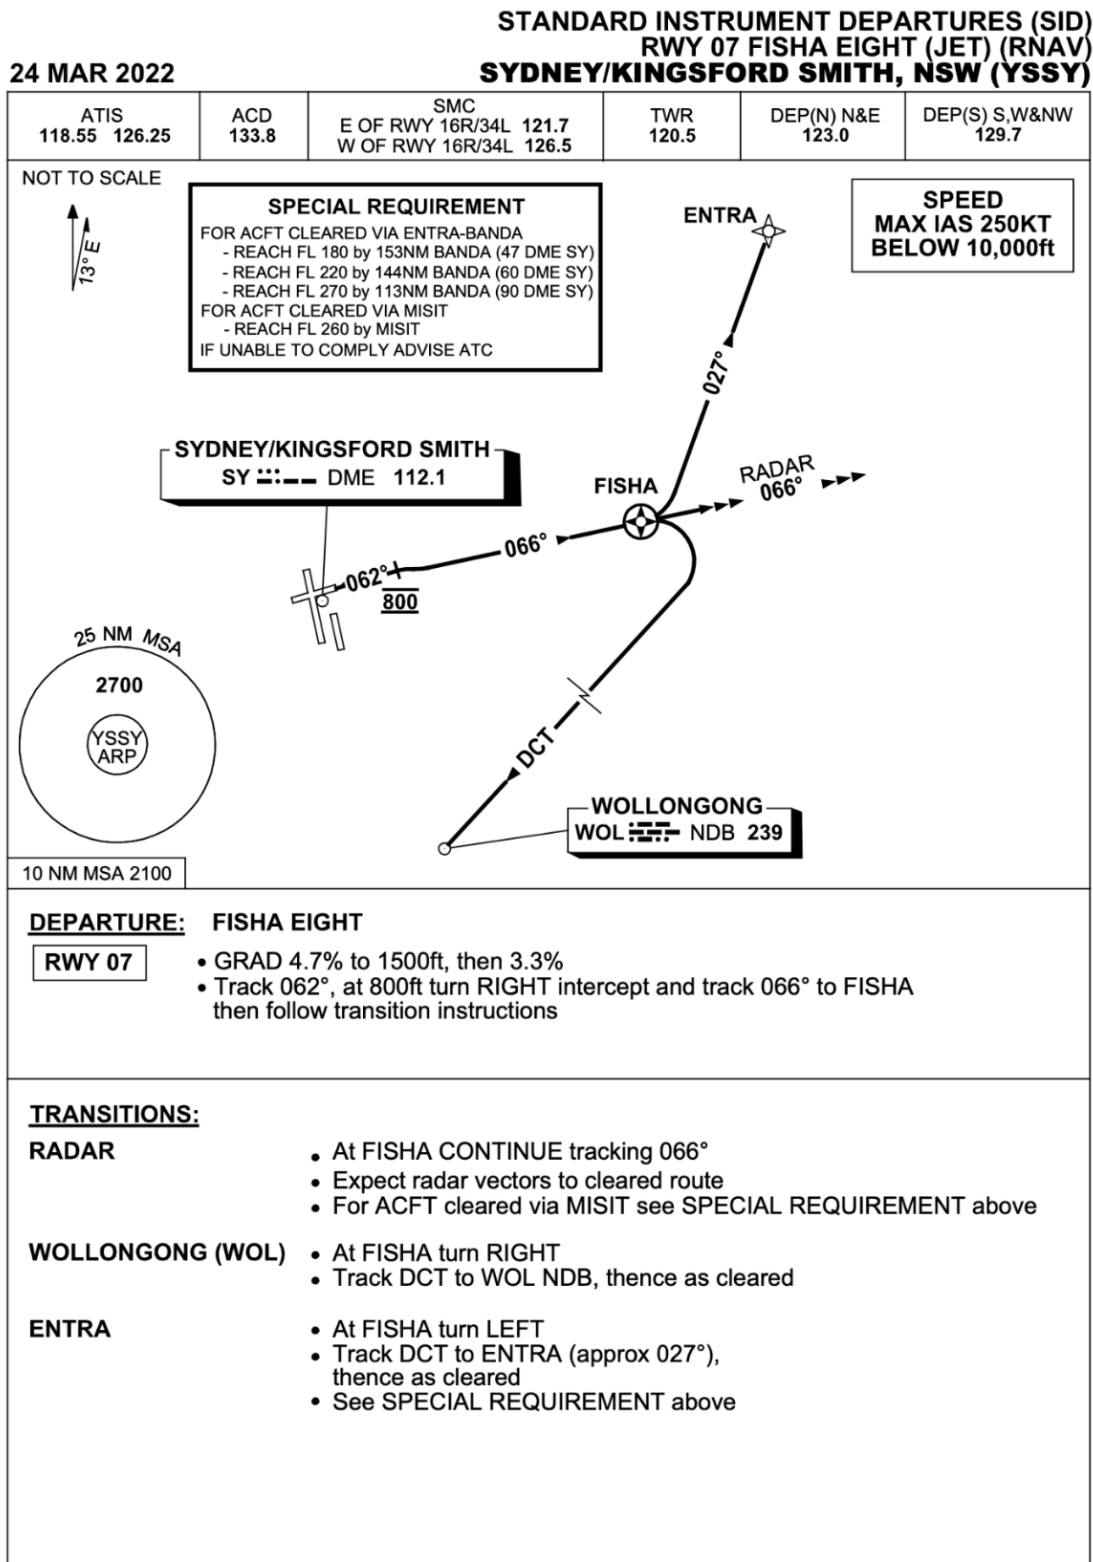 STANDARD INSTRUMENT DEPARTURES (SID)
RWY 07 FISHA EIGHT (JET) (RNAV)
24 MAR 2022
SYDNEY/KINGSFORD SMITH, NSW (YSSY)
ATIS
118.55 126.25
ACD
133.8
SMC
E OF RWY 16R/34L 121.7
W OF RWY 16R/34L 126.5
TWR
120.5
DEP(N) N&E
123.0
DEP(S) S,W&NW
129.7
NOT TO SCALE
13° E
SPECIAL REQUIREMENT
FOR ACFT CLEARED VIA ENTRA-BANDA
- REACH FL 180 by 153NM BANDA (47 DME SY)
- REACH FL 220 by 144NM BANDA (60 DME SY)
- REACH FL 270 by 113NM BANDA (90 DME SY)
FOR ACFT CLEARED VIA MISIT
- REACH FL 260 by MISIT
IF UNABLE TO COMPLY ADVISE ATC
ENTRA
SPEED
MAX IAS 250KT
BELOW 10,000ft
027°
SYDNEY/KINGSFORD SMITH
SY DME 112.1
FISHA
RADAR
066°
066°
062°
800
25 NM MSA
2700
YSSY
ARP
DCT
WOLLONGONG
WOL NDB 239
10 NM MSA 2100
DEPARTURE: FISHA EIGHT
RWY 07
• GRAD 4.7% to 1500ft, then 3.3%
• Track 062°, at 800ft turn RIGHT intercept and track 066° to FISHA
then follow transition instructions
TRANSITIONS:
RADAR
• At FISHA CONTINUE tracking 066°
• Expect radar vectors to cleared route
• For ACFT cleared via MISIT see SPECIAL REQUIREMENT above
WOLLONGONG (WOL)
• At FISHA turn RIGHT
• Track DCT to WOL NDB, thence as cleared
ENTRA
• At FISHA turn LEFT
• Track DCT to ENTRA (approx 027°),
thence as cleared
• See SPECIAL REQUIREMENT above